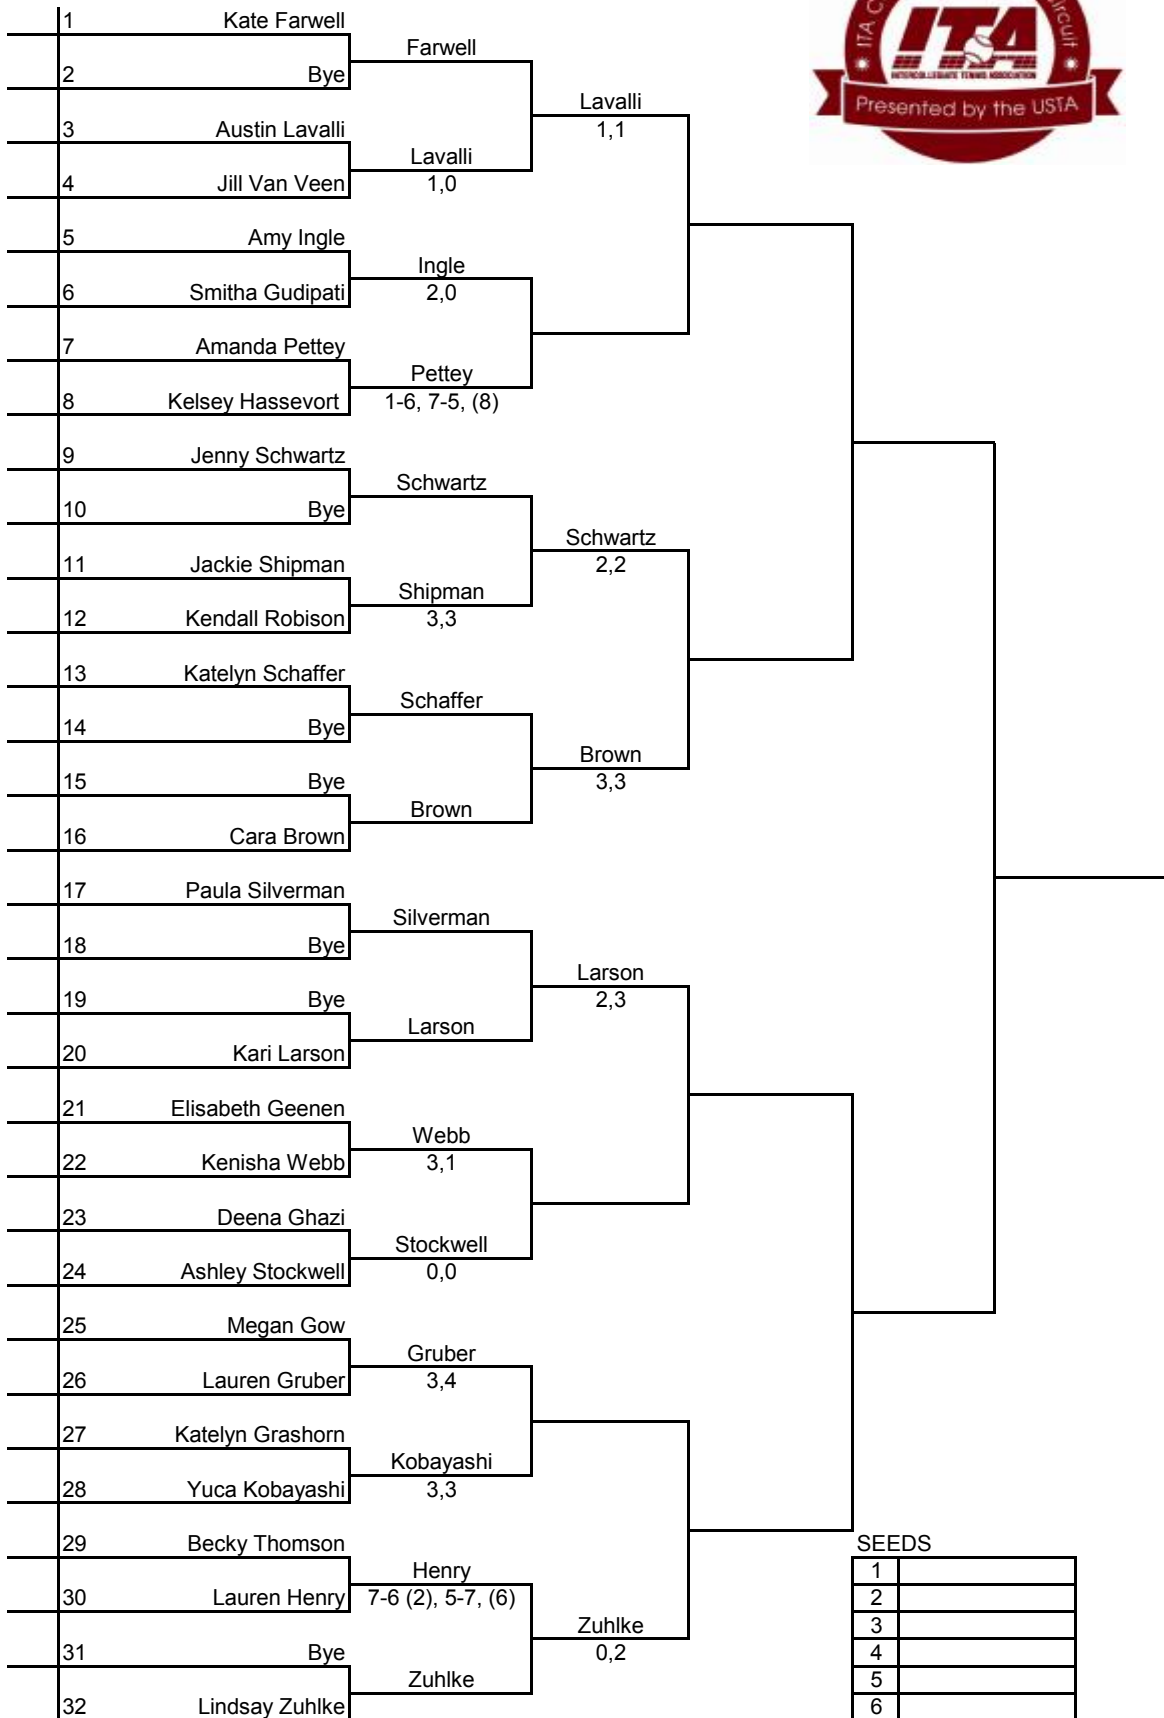 ITA C
ircuit
ITA
INTERCOLLEGIATE TENNIS ASSOCIATION
Presented by the USTA
1 Kate Farwell
Farwell
2 Bye
Lavalli
1,1
3 Austin Lavalli
Lavalli
1,0
4 Jill Van Veen
5 Amy Ingle
Ingle
2,0
6 Smitha Gudipati
7 Amanda Pettey
Pettey
1-6, 7-5, (8)
8 Kelsey Hassevort
9 Jenny Schwartz
Schwartz
10 Bye
Schwartz
2,2
11 Jackie Shipman
Shipman
3,3
12 Kendall Robison
13 Katelyn Schaffer
Schaffer
14 Bye
Brown
3,3
15 Bye
Brown
16 Cara Brown
17 Paula Silverman
Silverman
18 Bye
Larson
2,3
19 Bye
Larson
20 Kari Larson
21 Elisabeth Geenen
Webb
3,1
22 Kenisha Webb
23 Deena Ghazi
Stockwell
0,0
24 Ashley Stockwell
25 Megan Gow
Gruber
3,4
26 Lauren Gruber
27 Katelyn Grashorn
Kobayashi
3,3
28 Yuca Kobayashi
29 Becky Thomson
Henry
7-6 (2), 5-7, (6)
30 Lauren Henry
Zuhlke
0,2
31 Bye
Zuhlke
32 Lindsay Zuhlke
SEEDS
1
2
3
4
5
6